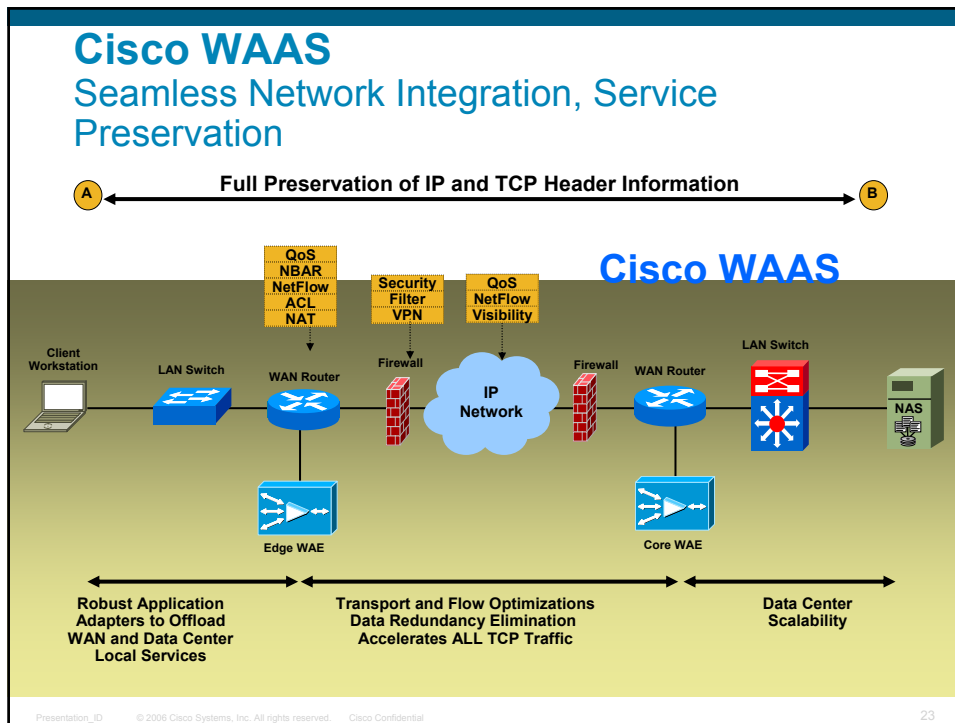 Cisco WAAS
Seamless Network Integration, Service
Preservation
A
Full Preservation of IP and TCP Header Information
B
Cisco WAAS
QoS
NBAR
NetFlow
ACL
NAT
Security
Filter
VPN
QoS
NetFlow
Visibility
Client
Workstation
LAN Switch
WAN Router
Firewall
IP
Network
Firewall
WAN Router
LAN Switch
NAS
Edge WAE
Core WAE
Robust Application
Adapters to Offload
WAN and Data Center
Local Services
Transport and Flow Optimizations
Data Redundancy Elimination
Accelerates ALL TCP Traffic
Data Center
Scalability
Presentation_ID
© 2006 Cisco Systems, Inc. All rights reserved.
Cisco Confidential
23